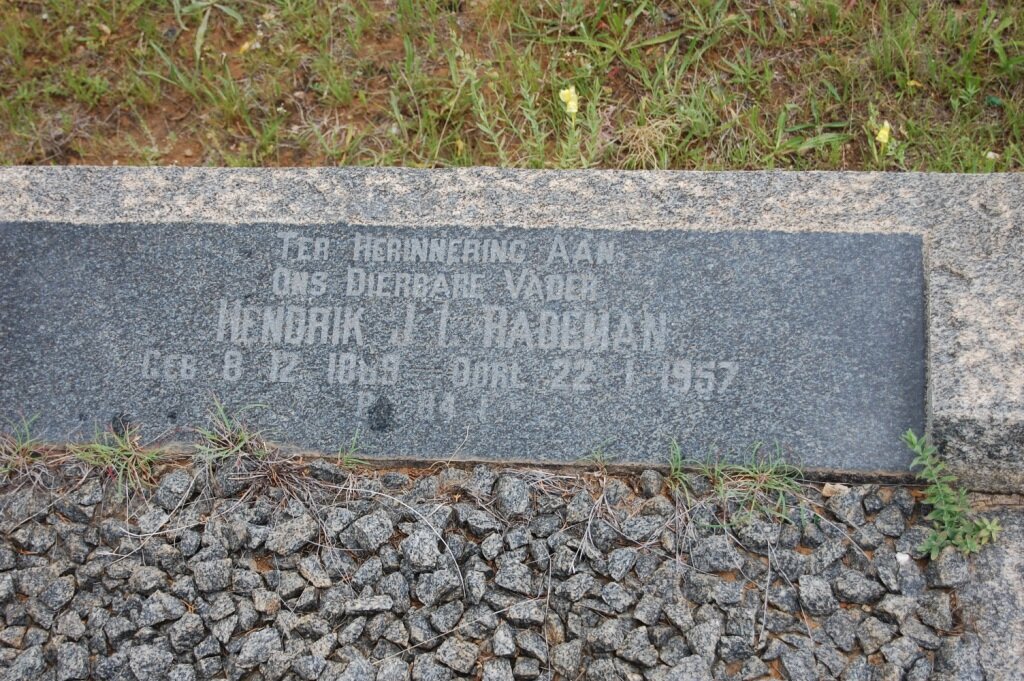 TER HERINNERING AAN
ONS DIERBARE VADER
HENDRIK J. I. RADEMAN
GEB 8 12 OORL 22 1 1957